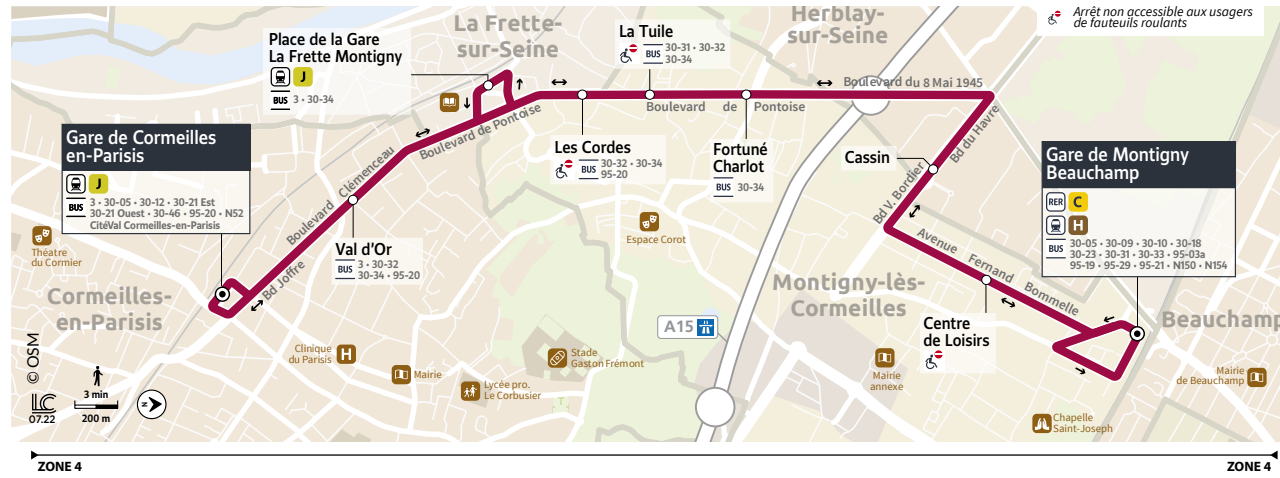 Arrêt non accessible aux usagers
de fauteuils roulants
La Frette-
sur-Seine
Herblay-
sur-Seine
Place de la Gare
La Frette Montigny
J
BUS 3 • 30-34
La Tuile
BUS 30-31 • 30-32
30-34
Boulevard du 8 Mai 1945
Boulevard de Pontoise
Boulevard de Pontoise
Bd du Havre
Gare de Cormeilles
en-Parisis
J
BUS 3 • 30-05 • 30-12 • 30-21 Est
30-21 Ouest • 30-46 • 95-20 • N52
CitéVal Cormeilles-en-Parisis
Les Cordes
BUS 30-32 • 30-34
95-20
Fortuné
Charlot
BUS 30-34
Cassin
Bd V. Bordier
Gare de Montigny
Beauchamp
RER C
H
BUS 30-05 • 30-09 • 30-10 • 30-18
30-23 • 30-31 • 30-33 • 95-03a
95-19 • 95-29 • 95-21 • N150 • N154
Boulevard Clémenceau
Bd Joffre
Val d'Or
BUS 3 • 30-32
30-34 • 95-20
Théatre
du Cormier
Espace Corot
Avenue Fernand Bommelle
Cormeilles-
en-Parisis
Montigny-lès-
Cormeilles
Beauchamp
A15
Centre
de Loisirs
Clinique
du Parisis
H
Mairie
Lycée pro.
Le Corbusier
Stade
Gaston Frémont
Mairie
annexe
Mairie
de Beauchamp
Chapelle
Saint-Joseph
© OSM
LC
07.22
3 min
200 m
N
ZONE 4
ZONE 4